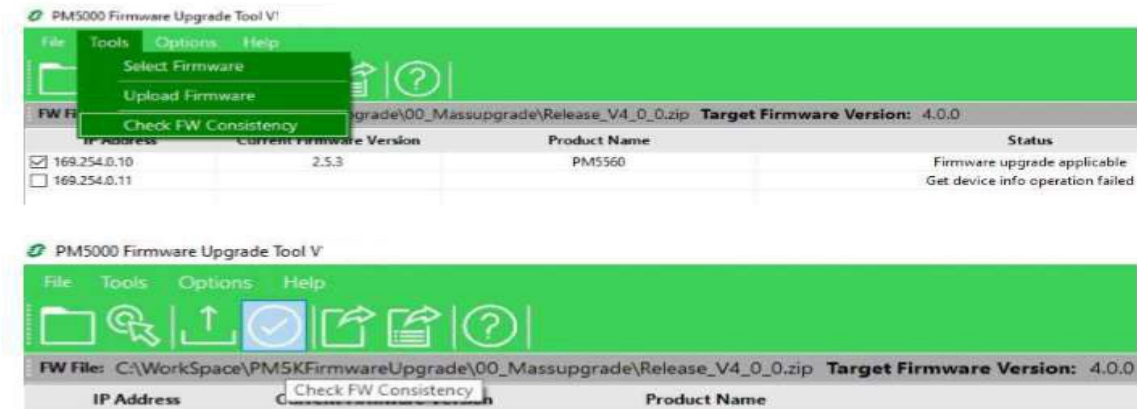 PM5000 Firmware Upgrade Tool V
File Tools Options Help
Select Firmware
Upload Firmware
Check FW Consistency
FW Fi grade\00_Massupgrade\Release_V4_0_0.zip Target Firmware Version: 4.0.0
IP Address Current Firmware Version Product Name Status
169.254.0.10 2.5.3 PM5560 Firmware upgrade applicable
169.254.0.11 Get device info operation failed
PM5000 Firmware Upgrade Tool V
File Tools Options Help
FW File: C:\WorkSpace\PM5KFirmwareUpgrade\00_Massupgrade\Release_V4_0_0.zip Target Firmware Version: 4.0.0
Check FW Consistency
IP Address Product Name